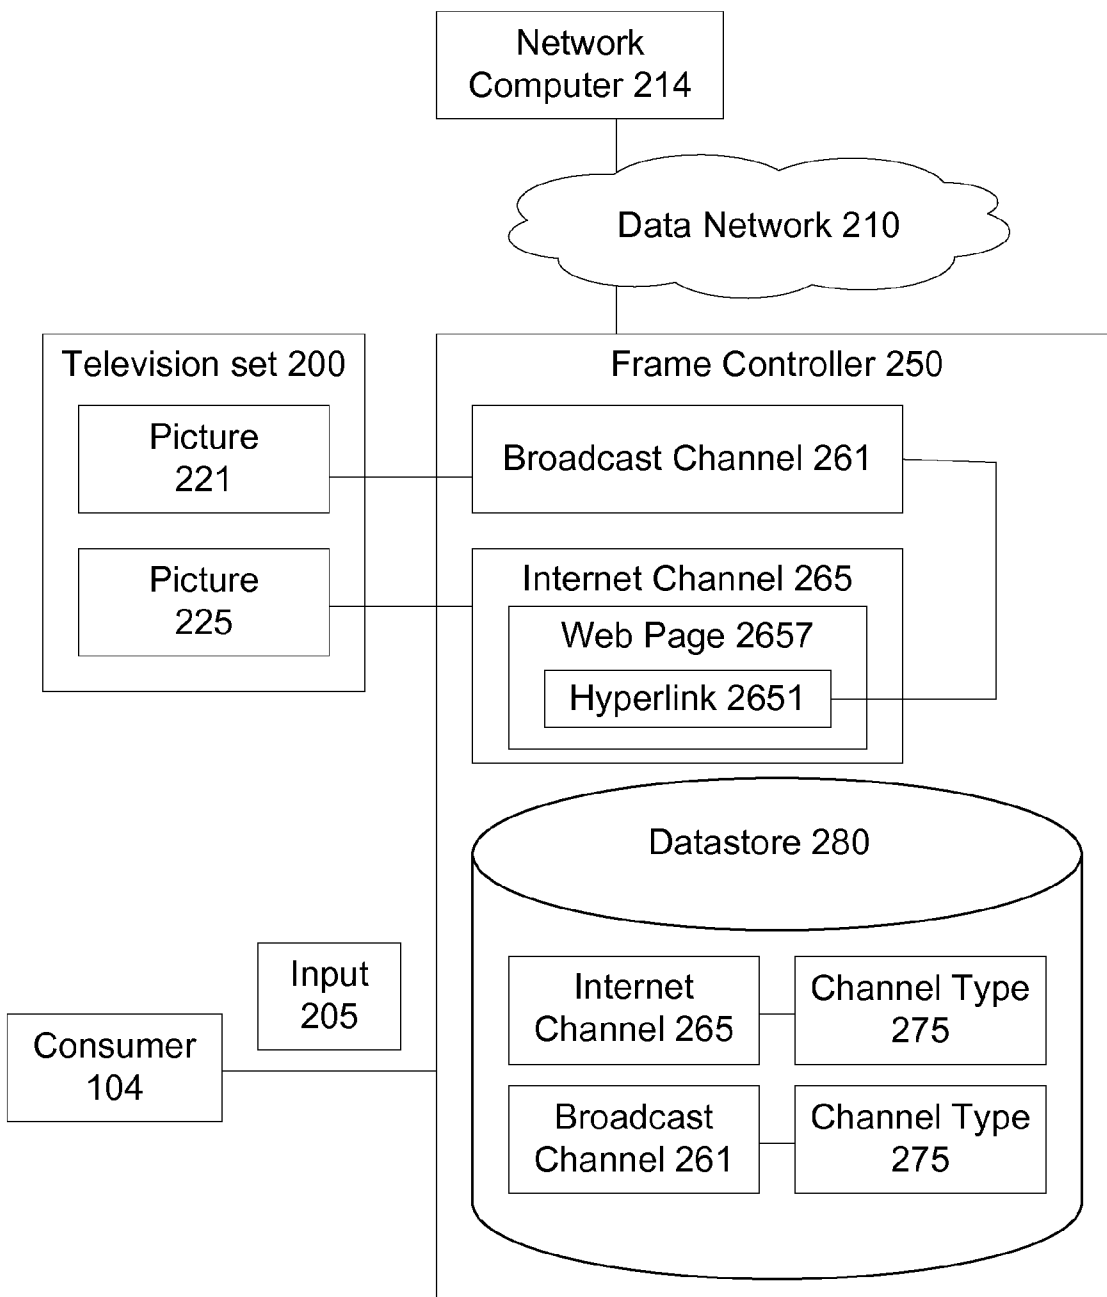 Network
Computer 214
Data Network 210
Television set 200
Picture
221
Picture
225
Frame Controller 250
Broadcast Channel 261
Internet Channel 265
Web Page 2657
Hyperlink 2651
Datastore 280
Internet
Channel 265
Channel Type
275
Broadcast
Channel 261
Channel Type
275
Input
205
Consumer
104